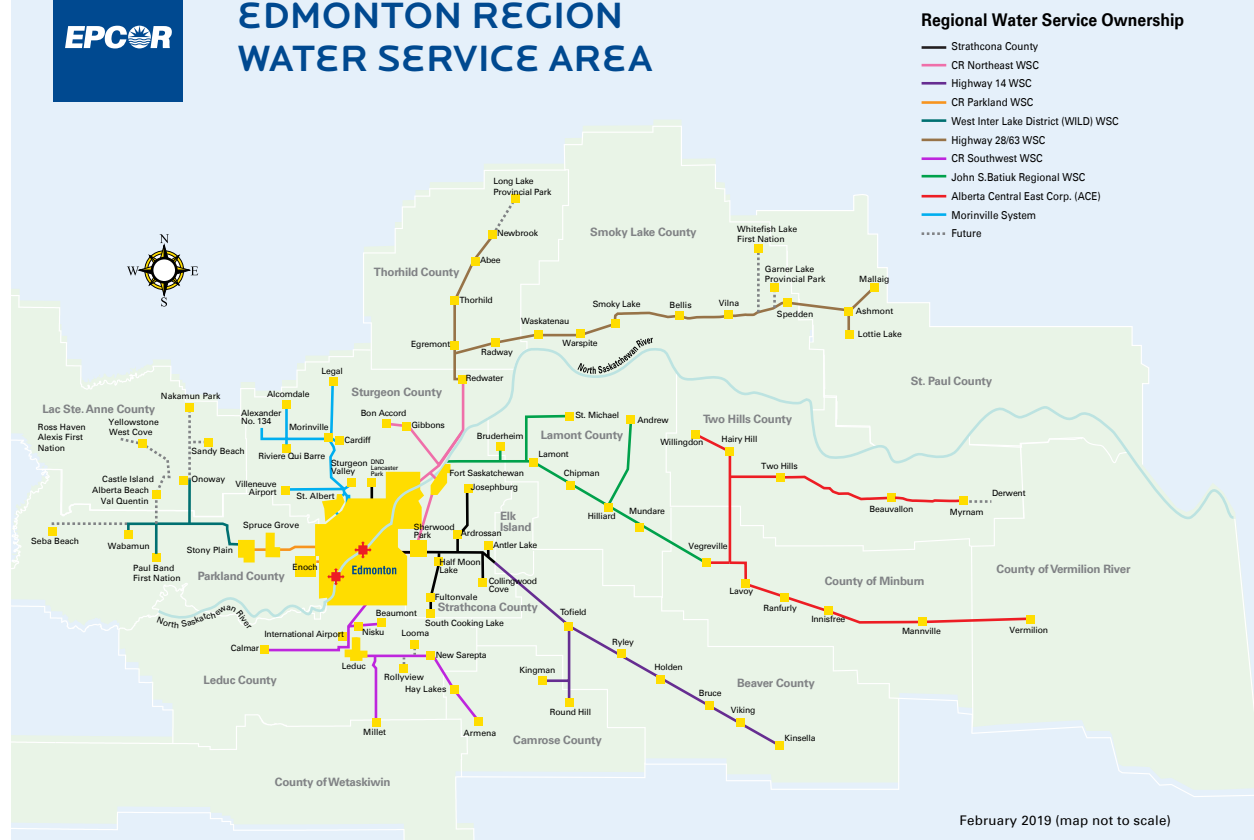 EPCOR
EDMONTON REGION
WATER SERVICE AREA
Regional Water Service Ownership
Strathcona County
CR Northeast WSC
Highway 14 WSC
CR Parkland WSC
West Inter Lake District (WILD) WSC
Highway 28/63 WSC
CR Southwest WSC
John S.Batiuk Regional WSC
Alberta Central East Corp. (ACE)
Morinville System
Future
N
W
E
S
Long Lake
Provincial Park
Newbrook
Abee
Thorhild County
Thorhild
Egremont
Radway
Redwater
Smoky Lake County
Waskatenau
Warspite
Smoky Lake
Bellis
Vilna
Whitefish Lake
First Nation
Garner Lake
Provincial Park
Spedden
Mallaig
Ashmont
Lottie Lake
North Saskatchewan River
St. Paul County
Sturgeon County
Legal
Alcomdale
Alexander
No. 134
Morinville
Cardiff
Riviere Qui Barre
Bon Accord
Gibbons
Nakamun Park
Lac Ste. Anne County
Ross Haven
Alexis First
Nation
Yellowstone
West Cove
Sandy Beach
Castle Island
Alberta Beach
Val Quentin
Onoway
Villeneuve
Airport
Sturgeon
Valley
DND
Lancaster
Park
St. Albert
Fort Saskatchewan
Bruderheim
St. Michael
Andrew
Lamont County
Lamont
Chipman
Hilliard
Mundare
Vegreville
Two Hills County
Willingdon
Hairy Hill
Two Hills
Beauvallon
Myrnam
Derwent
Josephburg
Elk
Island
Sherwood
Park
Ardrossan
Antler Lake
Half Moon
Lake
Collingwood
Cove
Fultonvale
Strathcona County
South Cooking Lake
Seba Beach
Wabamun
Paul Band
First Nation
Spruce Grove
Stony Plain
Parkland County
Enoch
Edmonton
North Saskatchewan River
Lavoy
Ranfurly
Innisfree
Mannville
Vermilion
County of Minburn
County of Vermilion River
Beaumont
International Airport
Nisku
Looma
Calmar
Leduc
Rollyview
New Sarepta
Hay Lakes
Leduc County
Millet
Armena
Tofield
Ryley
Kingman
Holden
Round Hill
Bruce
Viking
Kinsella
Beaver County
Camrose County
County of Wetaskiwin
February 2019 (map not to scale)